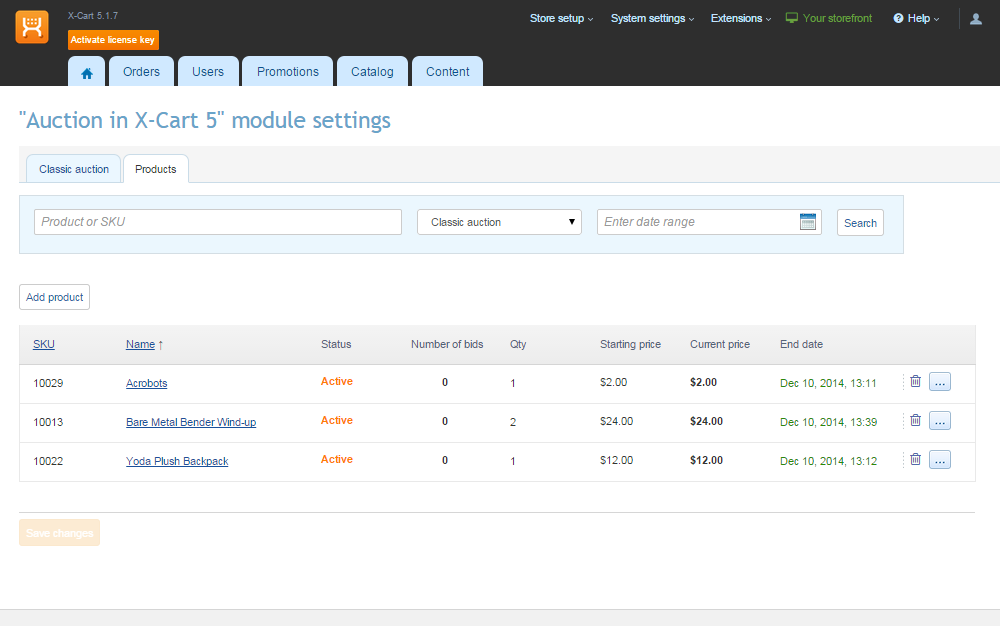 X-Cart 5.1.7
Activate license key
Store setup System settings Extensions Your storefront Help
Orders Users Promotions Catalog Content
"Auction in X-Cart 5" module settings
Classic auction Products
Product or SKU Classic auction Enter date range Search
Add product
SKU Name ↑ Status Number of bids Qty Starting price Current price End date
10029 Acrobots Active 0 1 $2.00 $2.00 Dec 10, 2014, 13:11 ...
10013 Bare Metal Bender Wind-up Active 0 2 $24.00 $24.00 Dec 10, 2014, 13:39 ...
10022 Yoda Plush Backpack Active 0 1 $12.00 $12.00 Dec 10, 2014, 13:12 ...
Save changes